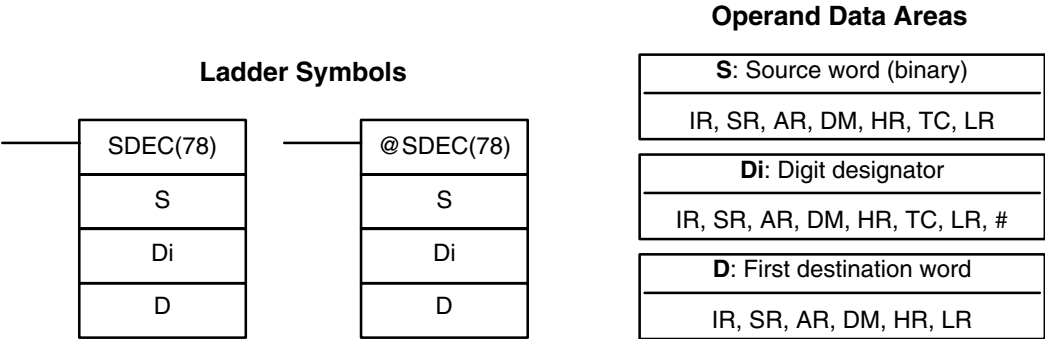 Ladder Symbols
SDEC(78)
S
Di
D
@SDEC(78)
S
Di
D
Operand Data Areas
S: Source word (binary)
IR, SR, AR, DM, HR, TC, LR
Di: Digit designator
IR, SR, AR, DM, HR, TC, LR, #
D: First destination word
IR, SR, AR, DM, HR, LR